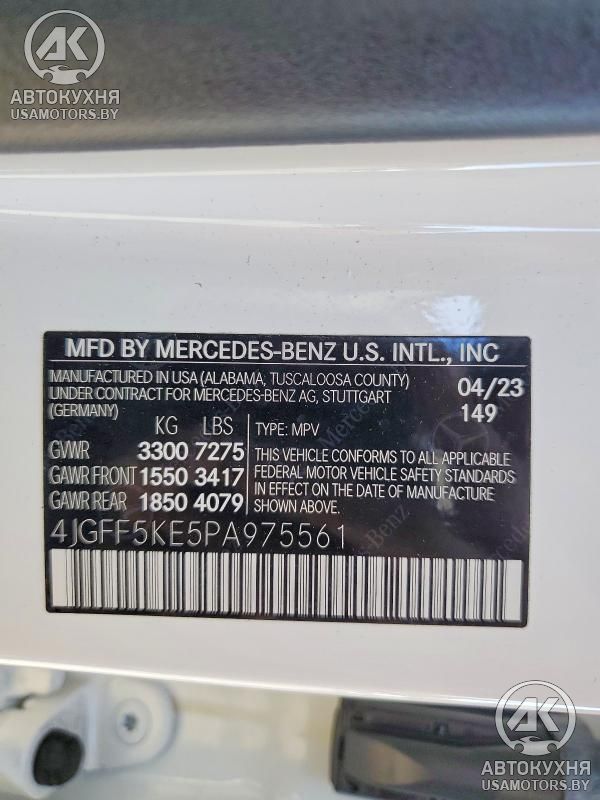 AK
АВТОКУХНЯ
USAMOTORS.BY
MFD BY MERCEDES-BENZ U.S. INTL., INC
MANUFACTURED IN USA (ALABAMA, TUSCALOOSA COUNTY)
UNDER CONTRACT FOR MERCEDES-BENZ AG, STUTTGART
(GERMANY)
04/23
149
KG LBS
GVWR 3300 7275
GAWR FRONT 1550 3417
GAWR REAR 1850 4079
TYPE: MPV
THIS VEHICLE CONFORMS TO ALL APPLICABLE
FEDERAL MOTOR VEHICLE SAFETY STANDARDS
IN EFFECT ON THE DATE OF MANUFACTURE
SHOWN ABOVE.
4JGFF5KE5PA975561
AK
АВТОКУХНЯ
USAMOTORS.BY